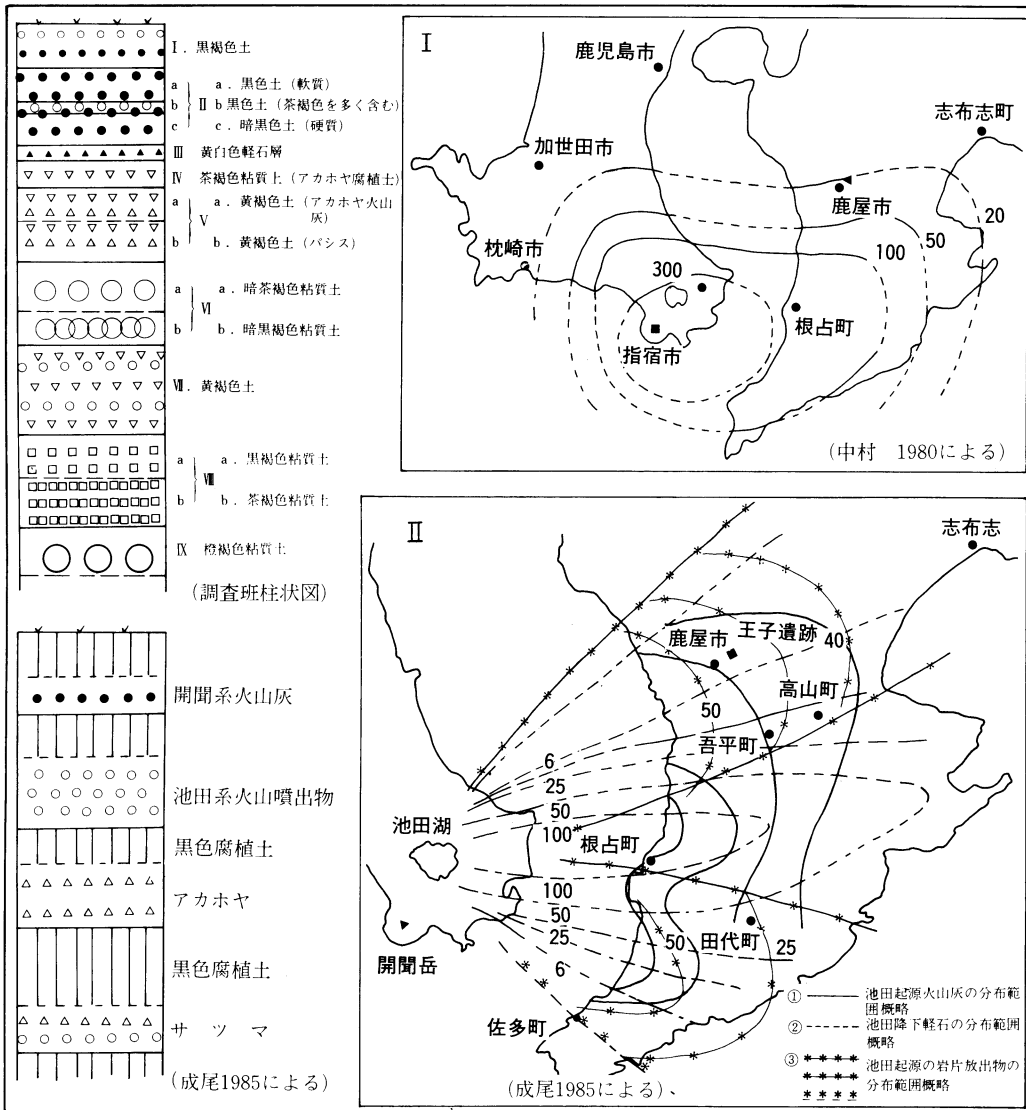 I. 黒褐色土
a a. 黒色土(軟質)
b II b 黒色土(茶褐色を多く含む)
c c. 暗黒色土(硬質)
III 黄白色軽石層
IV 茶褐色粘質土(アカホヤ腐植土)
a a. 黄褐色土(アカホヤ火山灰)
V
b b. 黄褐色土(バシス)
a a. 暗茶褐色粘質土
VI
b b. 暗黒褐色粘質土
VII. 黄褐色土
a a. 黒褐色粘質土
VIII
b b. 茶褐色粘質土
IX 橙褐色粘質土
(調査班柱状図)
開聞系火山灰
池田系火山噴出物
黒色腐植土
アカホヤ
黒色腐植土
サツマ
(成尾1985による)
I
鹿児島市
志布志町
加世田市
鹿屋市
20
50
100
枕崎市
300
根占町
指宿市
(中村 1980による)
II
志布志
鹿屋市
王子遺跡
40
高山町
50
吾平町
6
25
50
100
池田湖
根占町
100
50
25
6
50
田代町
25
開聞岳
佐多町
① 池田起源火山灰の分布範囲概略
② 池田降下軽石の分布範囲概略
③ 池田起源の岩片放出物の分布範囲概略
(成尾1985による)、